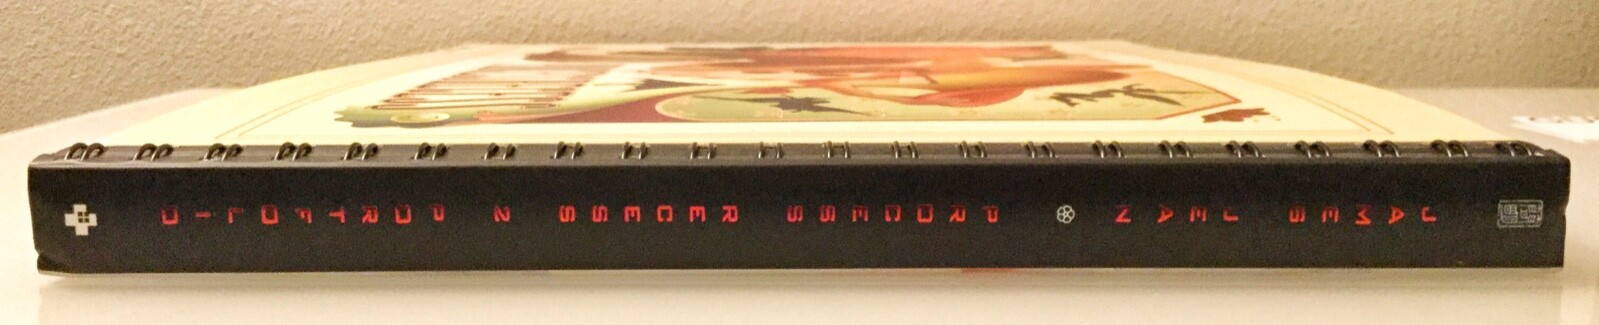 JAMES JEAN PROCESS RECESS 2 PORTFOLIO